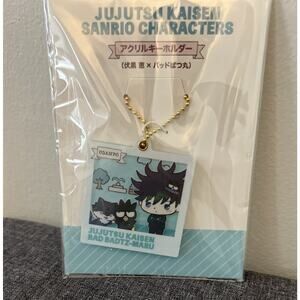 JUJUTSU KAISEN
SANRIO CHARACTERS
アクリルキーホルダー
(伏黒 恵×バッドばつ丸)
OSANPO
JUJUTSU KAISEN
BAD BADTZ-MARU